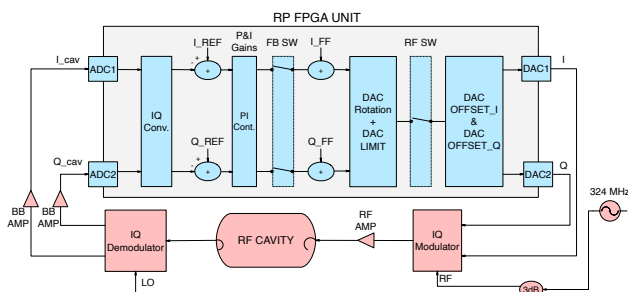 RP FPGA UNIT
P&I
Gains
I_REF
FB SW
I_FF
RF SW
I_cav
I
ADC1
DAC1
-
+
+
+
IQ
Conv.
PI
Cont.
DAC
Rotation
+
DAC
LIMIT
DAC
OFFSET_I
&
DAC
OFFSET_Q
Q_REF
Q_FF
Q_cav
Q
ADC2
DAC2
-
+
+
+
324 MHz
BB
AMP
BB
AMP
IQ
Demodulator
RF CAVITY
RF
AMP
IQ
Modulator
LO
RF
3dB